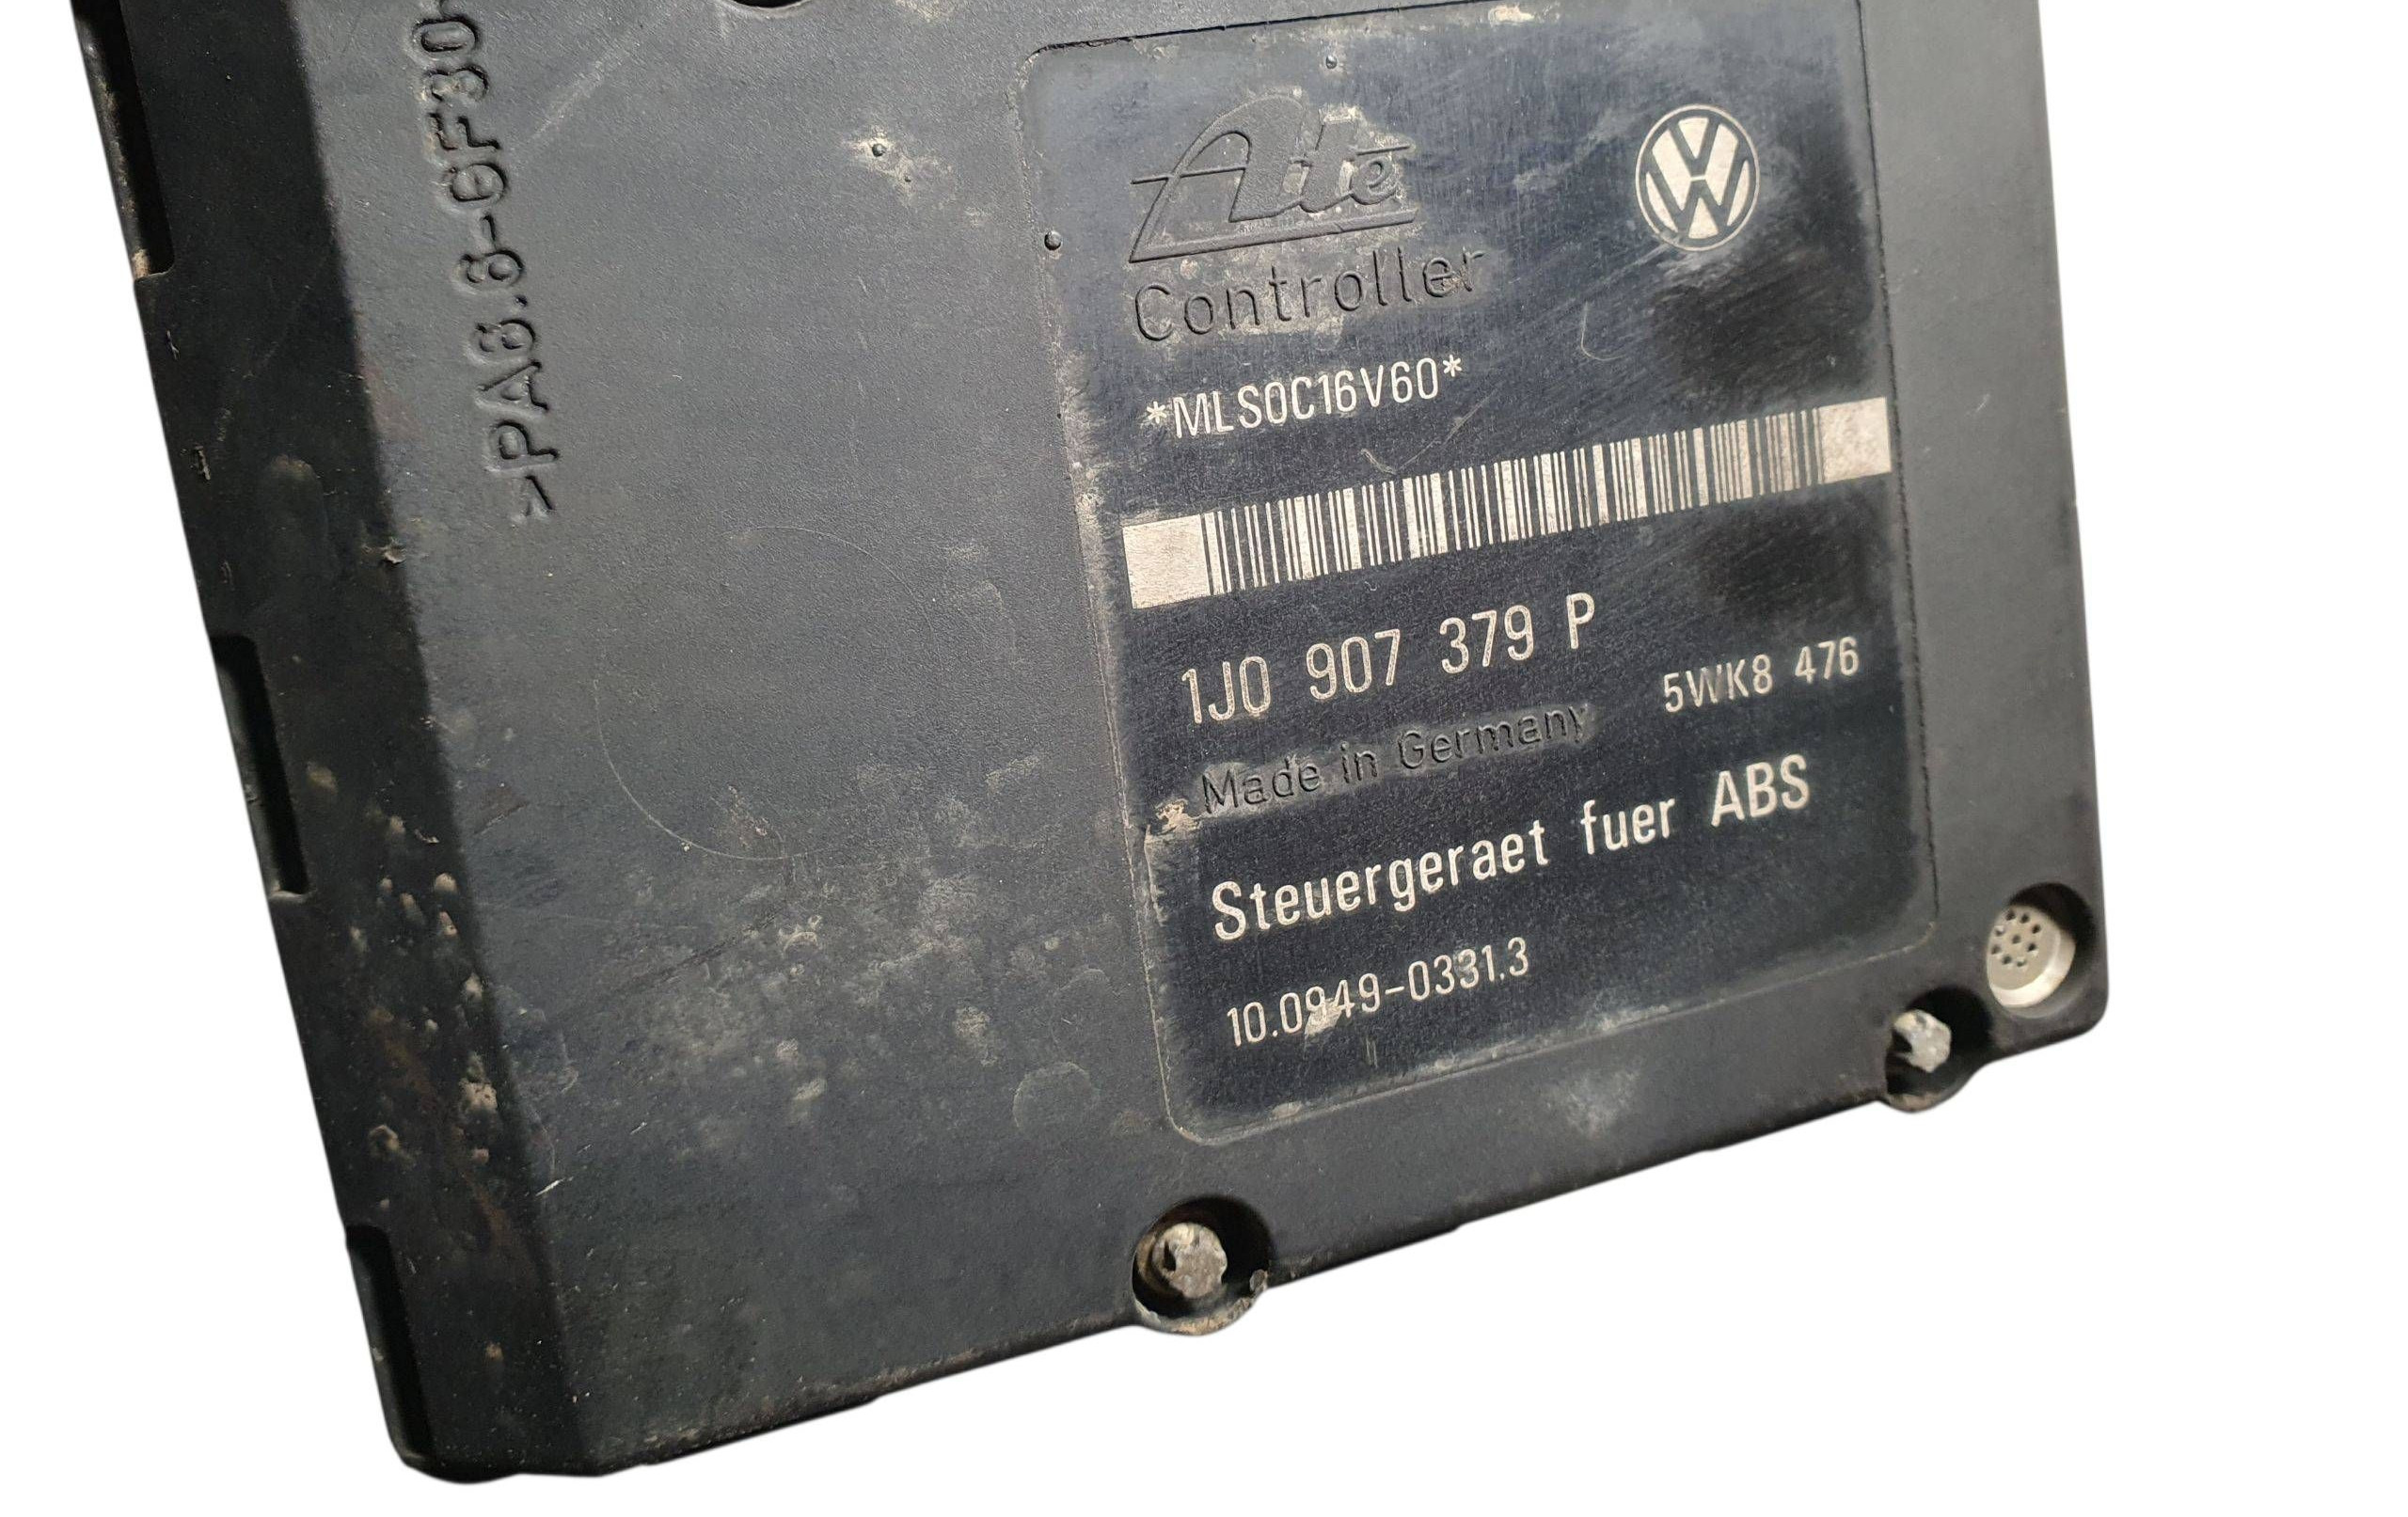 >PA6.6-GF30
Ate
Controller
*MLS0C16V60*
1J0 907 379 P
5WK8 476
Made in Germany
Steuergeraet fuer ABS
10.0949-0331.3